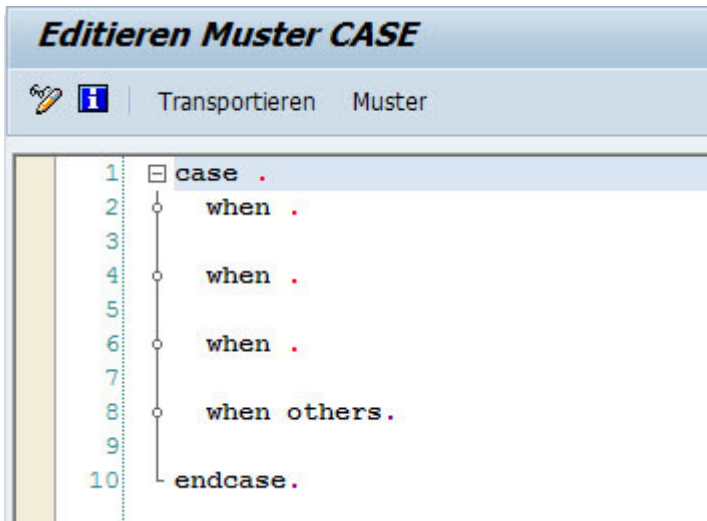 Editieren Muster CASE
Transportieren Muster
1 case .
2 when .
3
4 when .
5
6 when .
7
8 when others.
9
10 endcase.